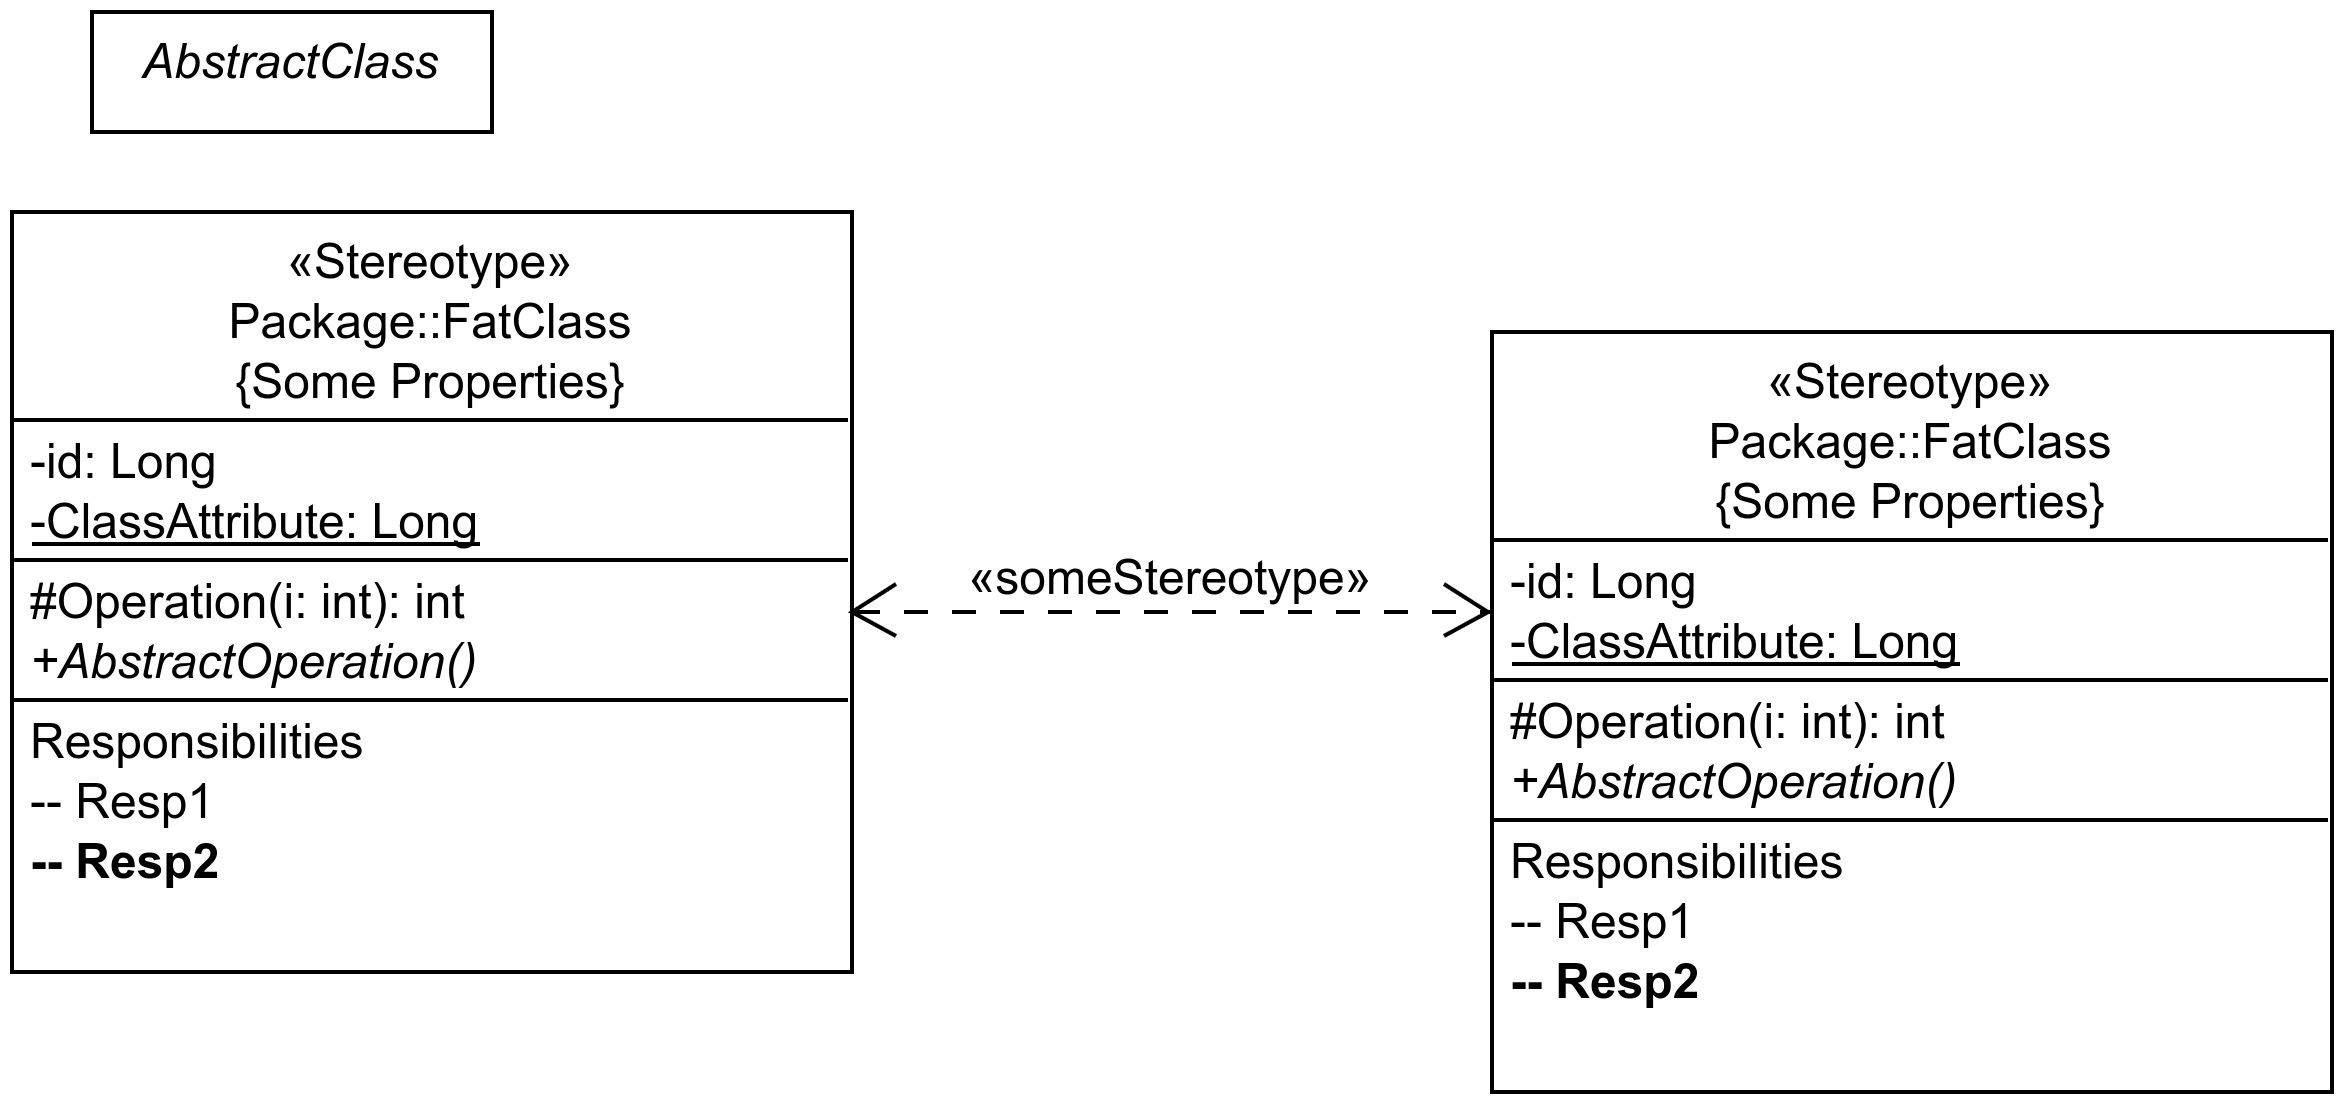 AbstractClass
«Stereotype»
Package::FatClass
{Some Properties}
-id: Long
-ClassAttribute: Long
#Operation(i: int): int
+AbstractOperation()
Responsibilities
-- Resp1
-- Resp2
«someStereotype»
«Stereotype»
Package::FatClass
{Some Properties}
-id: Long
-ClassAttribute: Long
#Operation(i: int): int
+AbstractOperation()
Responsibilities
-- Resp1
-- Resp2